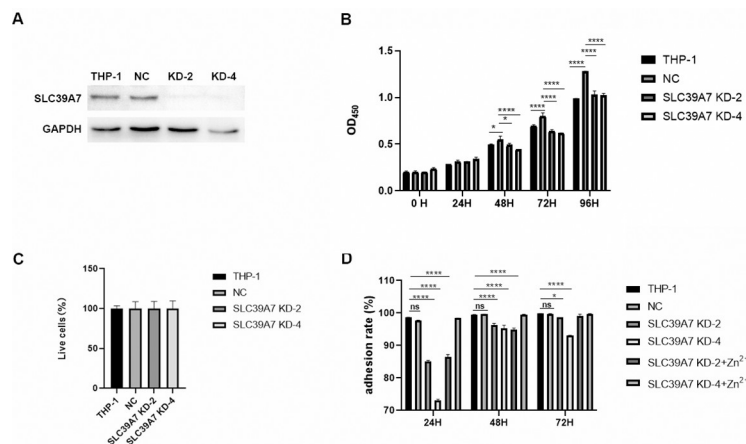 A
THP-1 NC KD-2 KD-4
SLC39A7
GAPDH
B
OD450
1.5
1.0
0.5
0.0
0 H 24H 48H 72H 96H
* **** *
**** **** ****
**** **** ****
THP-1
NC
SLC39A7 KD-2
SLC39A7 KD-4
C
Live cells (%)
150
100
50
0
THP-1 NC SLC39A7 KD-2 SLC39A7 KD-4
THP-1
NC
SLC39A7 KD-2
SLC39A7 KD-4
D
adhesion rate (%)
100
95
90
80
70
**** **** ****
**** **** *
**** ****
ns ns ns
24H 48H 72H
THP-1
NC
SLC39A7 KD-2
SLC39A7 KD-4
SLC39A7 KD-2+Zn2+
SLC39A7 KD-4+Zn2+